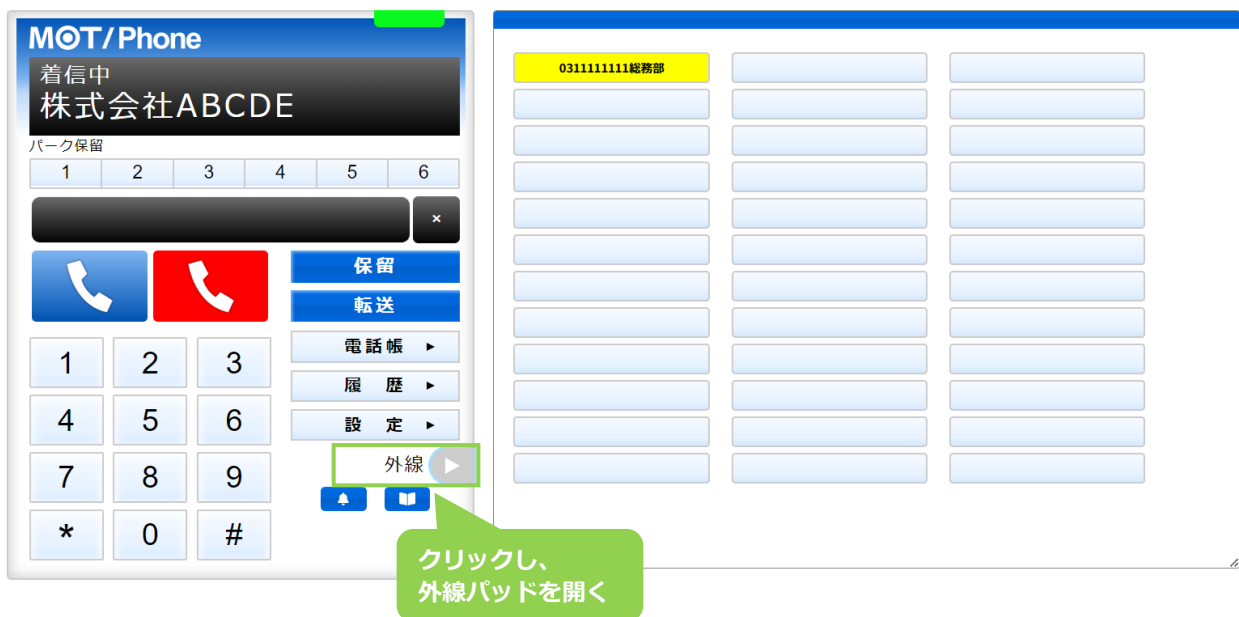 MOT/Phone
着信中
株式会社ABCDE
パーク保留
1 2 3 4 5 6
×
保留
転送
電話帳 ►
履 歴 ►
設 定 ►
外線
1 2 3
4 5 6
7 8 9
* 0 #
0311111111総務部
クリックし、
外線パッドを開く